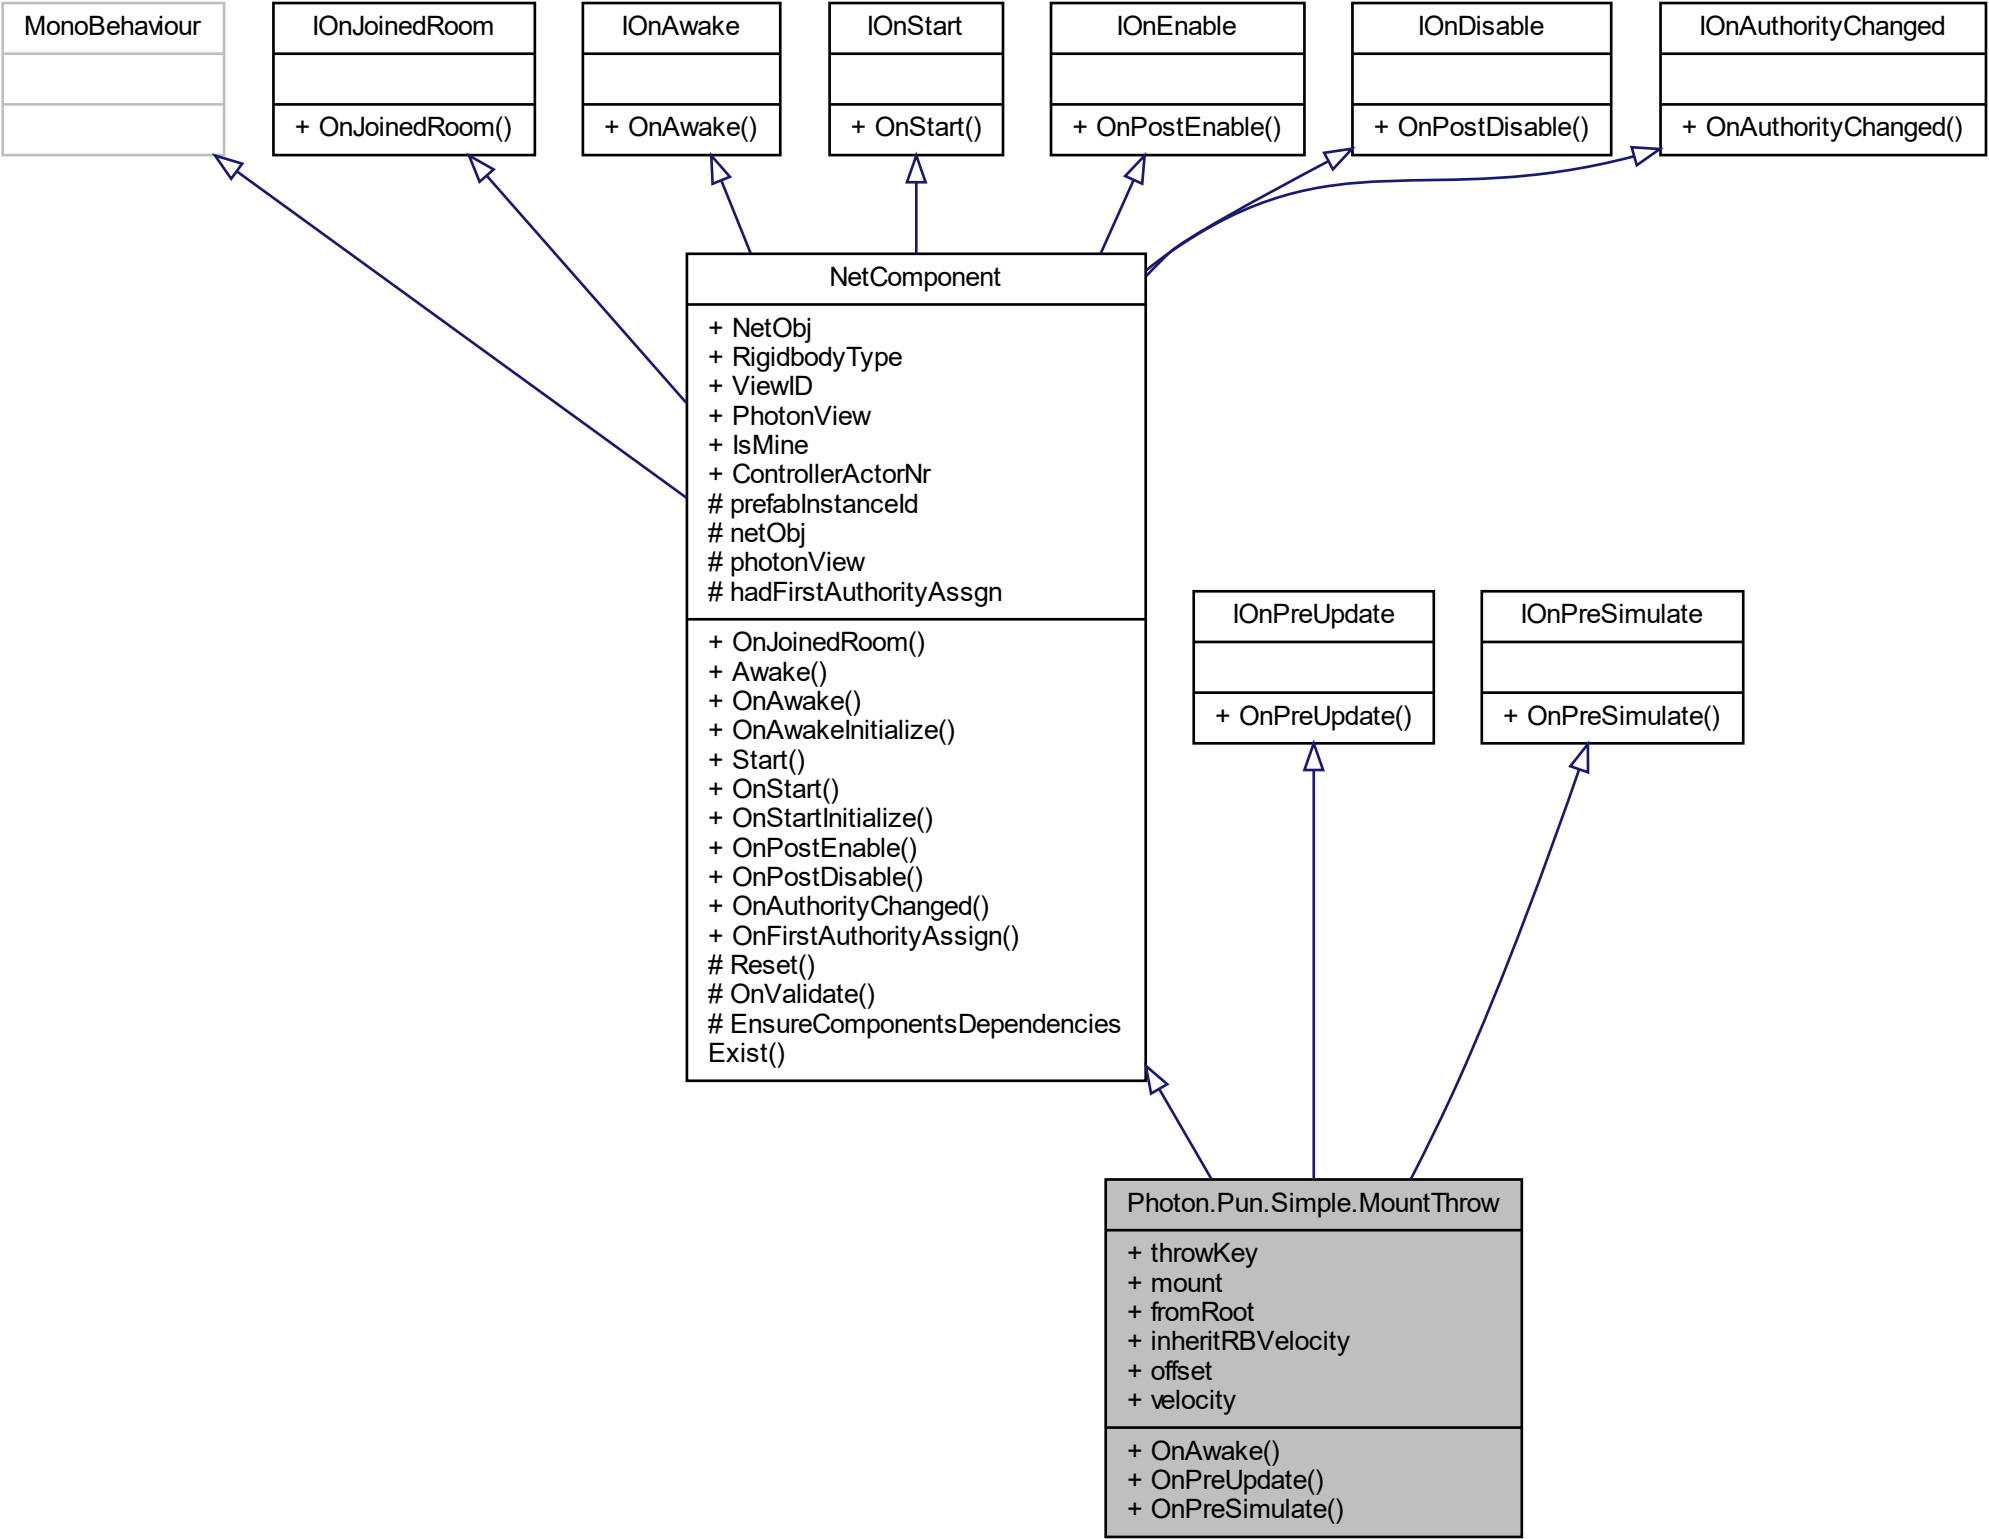 MonoBehaviour
IOnJoinedRoom
+ OnJoinedRoom()
IOnAwake
+ OnAwake()
IOnStart
+ OnStart()
IOnEnable
+ OnPostEnable()
IOnDisable
+ OnPostDisable()
IOnAuthorityChanged
+ OnAuthorityChanged()
NetComponent
+ NetObj
+ RigidbodyType
+ ViewID
+ PhotonView
+ IsMine
+ ControllerActorNr
# prefabInstanceId
# netObj
# photonView
# hadFirstAuthorityAssgn
+ OnJoinedRoom()
+ Awake()
+ OnAwake()
+ OnAwakeInitialize()
+ Start()
+ OnStart()
+ OnStartInitialize()
+ OnPostEnable()
+ OnPostDisable()
+ OnAuthorityChanged()
+ OnFirstAuthorityAssign()
# Reset()
# OnValidate()
# EnsureComponentsDependencies
Exist()
IOnPreUpdate
+ OnPreUpdate()
IOnPreSimulate
+ OnPreSimulate()
Photon.Pun.Simple.MountThrow
+ throwKey
+ mount
+ fromRoot
+ inheritRBVelocity
+ offset
+ velocity
+ OnAwake()
+ OnPreUpdate()
+ OnPreSimulate()